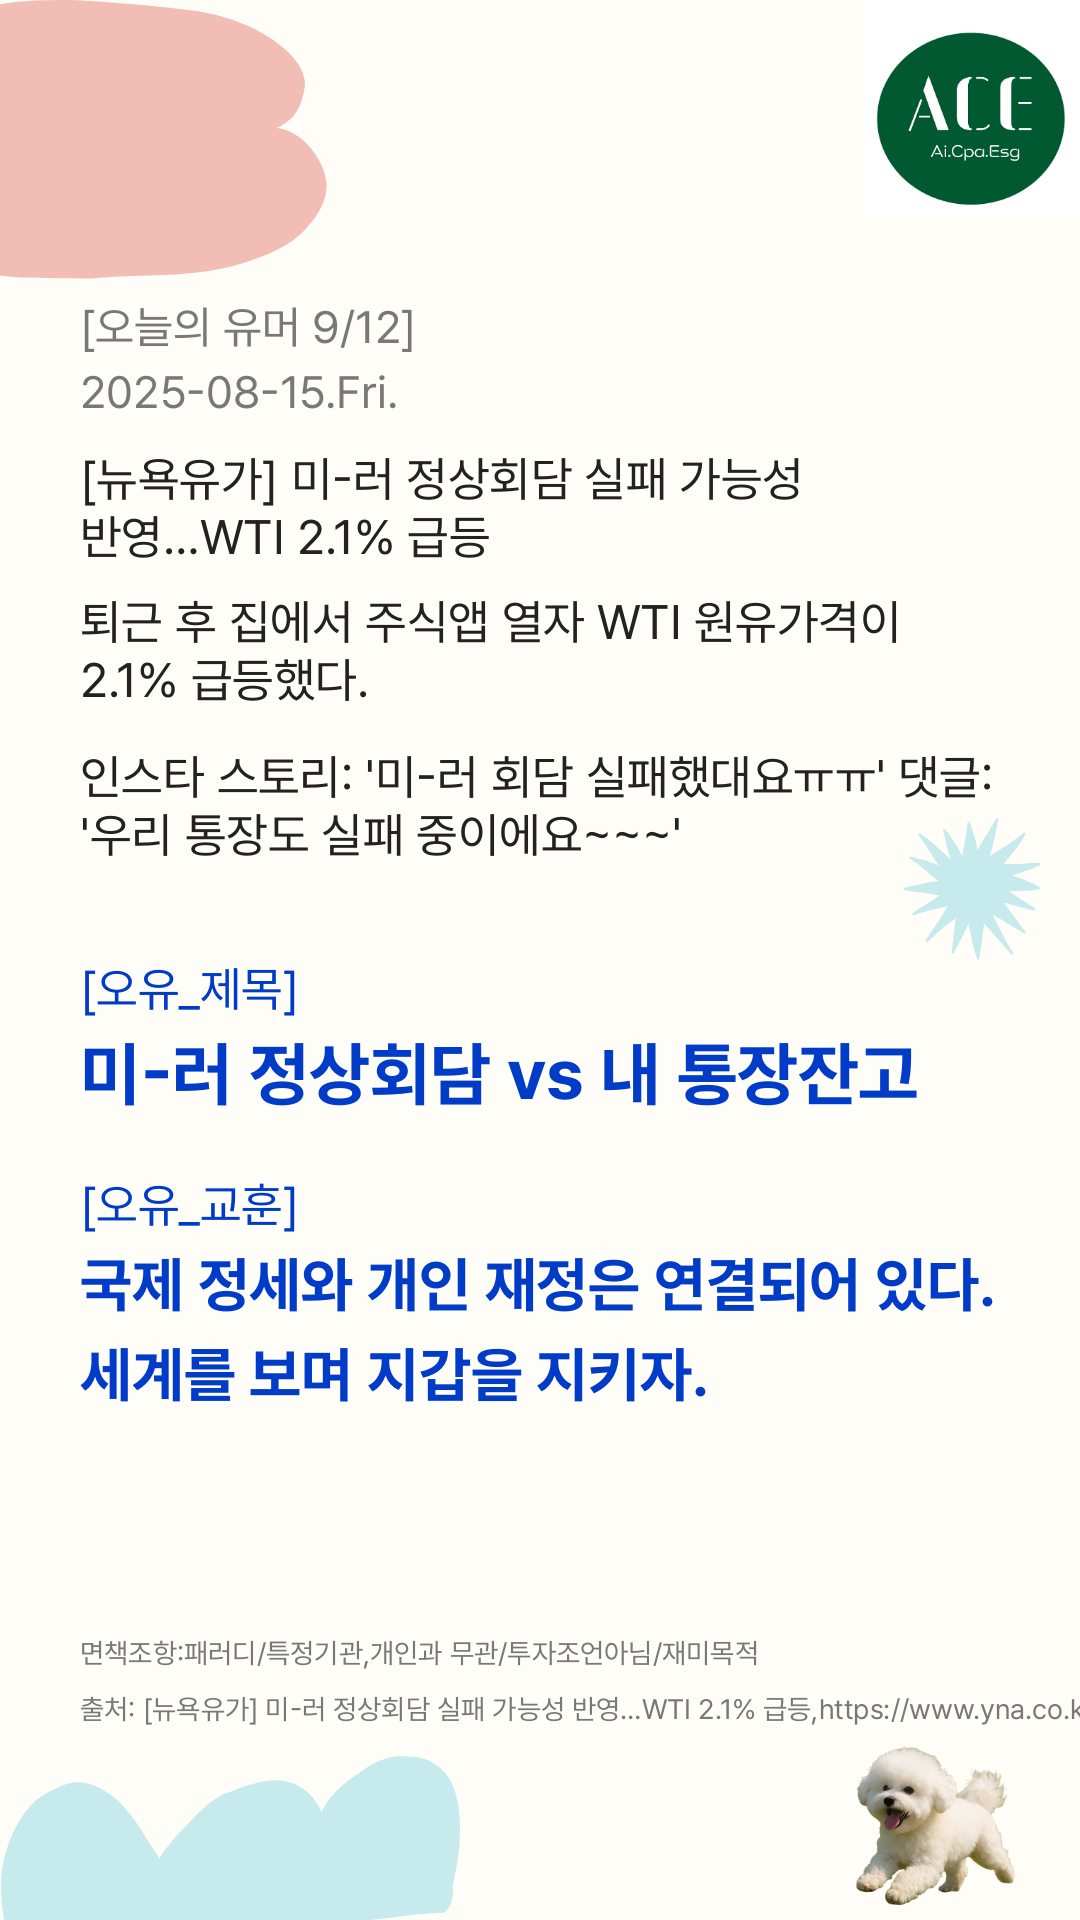 ACE
Ai.Cpa.Esg
[오늘의 유머 9/12]
2025-08-15.Fri.
[뉴욕유가] 미-러 정상회담 실패 가능성
반영...WTI 2.1% 급등
퇴근 후 집에서 주식앱 열자 WTI 원유가격이
2.1% 급등했다.
인스타 스토리: '미-러 회담 실패했대요ㅠㅠ' 댓글:
'우리 통장도 실패 중이에요~~~'
[오유_제목]
미-러 정상회담 vs 내 통장잔고
[오유_교훈]
국제 정세와 개인 재정은 연결되어 있다.
세계를 보며 지갑을 지키자.
면책조항:패러디/특정기관,개인과 무관/투자조언아님/재미목적
출처: [뉴욕유가] 미-러 정상회담 실패 가능성 반영...WTI 2.1% 급등,https://www.yna.co.k